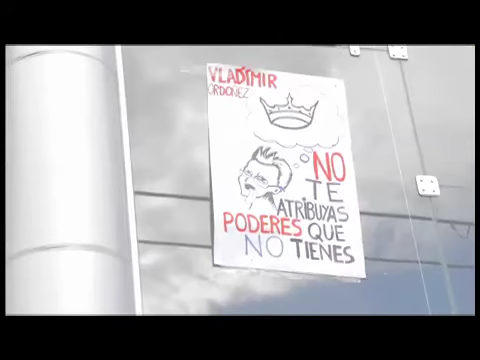 VLADIMIR
ORDOÑEZ
NO
TE
ATRIBUYAS
PODERES QUE
NO TIENES